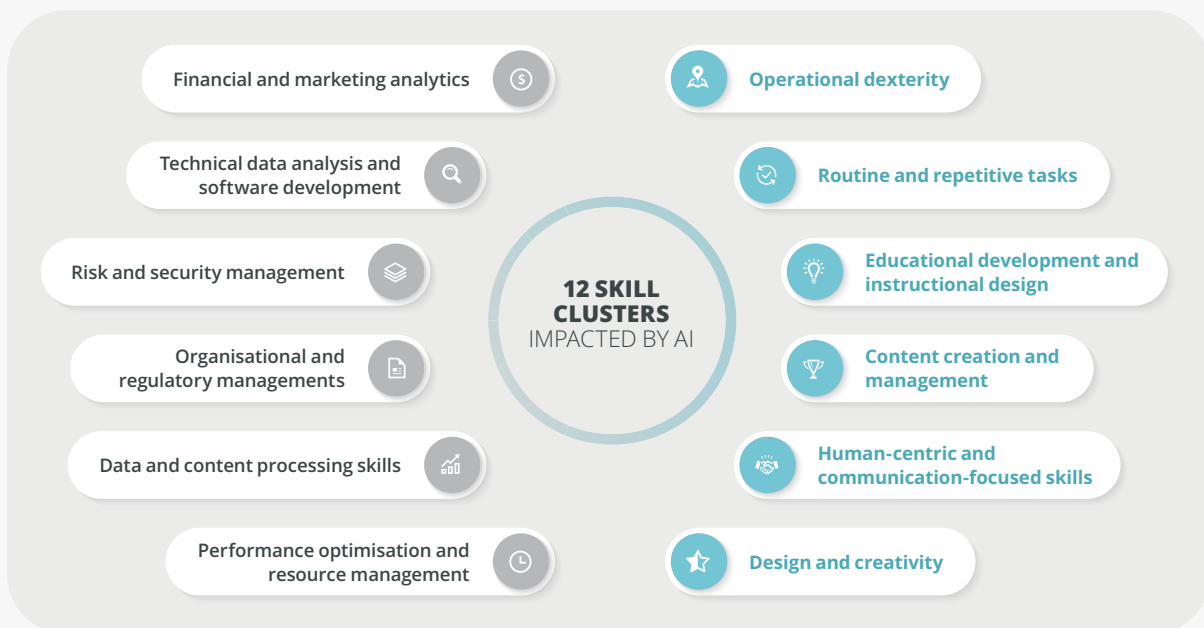 Financial and marketing analytics
Technical data analysis and
software development
Risk and security management
Organisational and
regulatory managements
Data and content processing skills
Performance optimisation and
resource management
12 SKILL
CLUSTERS
IMPACTED BY AI
Operational dexterity
Routine and repetitive tasks
Educational development and
instructional design
Content creation and
management
Human-centric and
communication-focused skills
Design and creativity